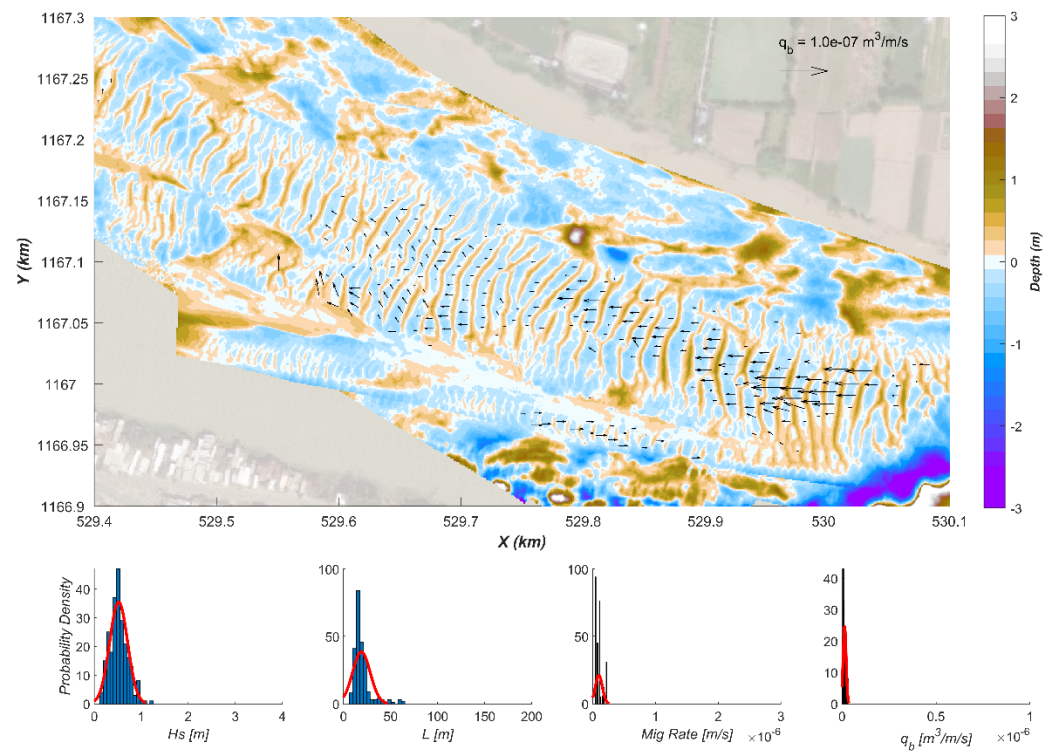 1167.3
1167.25
1167.2
1167.15
1167.1
1167.05
1167
1166.95
1166.9
Y (km)
q_b = 1.0e-07 m³/m/s
529.4 529.5 529.6 529.7 529.8 529.9 530 530.1
X (km)
3
2
1
0
-1
-2
-3
Depth (m)
Probability Density
40
30
20
10
0
0 1 2 3 4
Hs [m]
100
50
0
0 50 100 150 200
L [m]
100
50
0
0 1 2 3
×10⁻⁶
Mig Rate [m/s]
40
30
20
10
0
0 0.5 1
×10⁻⁶
q_b [m³/m/s]